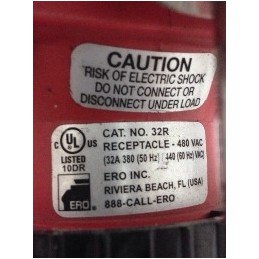 CAUTION
RISK OF ELECTRIC SHOCK
DO NOT CONNECT OR
DISCONNECT UNDER LOAD
C UL US
LISTED
10DR
ERO
CAT. NO. 32R
RECEPTACLE - 480 VAC
(32A 380 (50 Hz) 440 (60 Hz) VAC)
ERO INC.
RIVIERA BEACH, FL (USA)
888-CALL-ERO